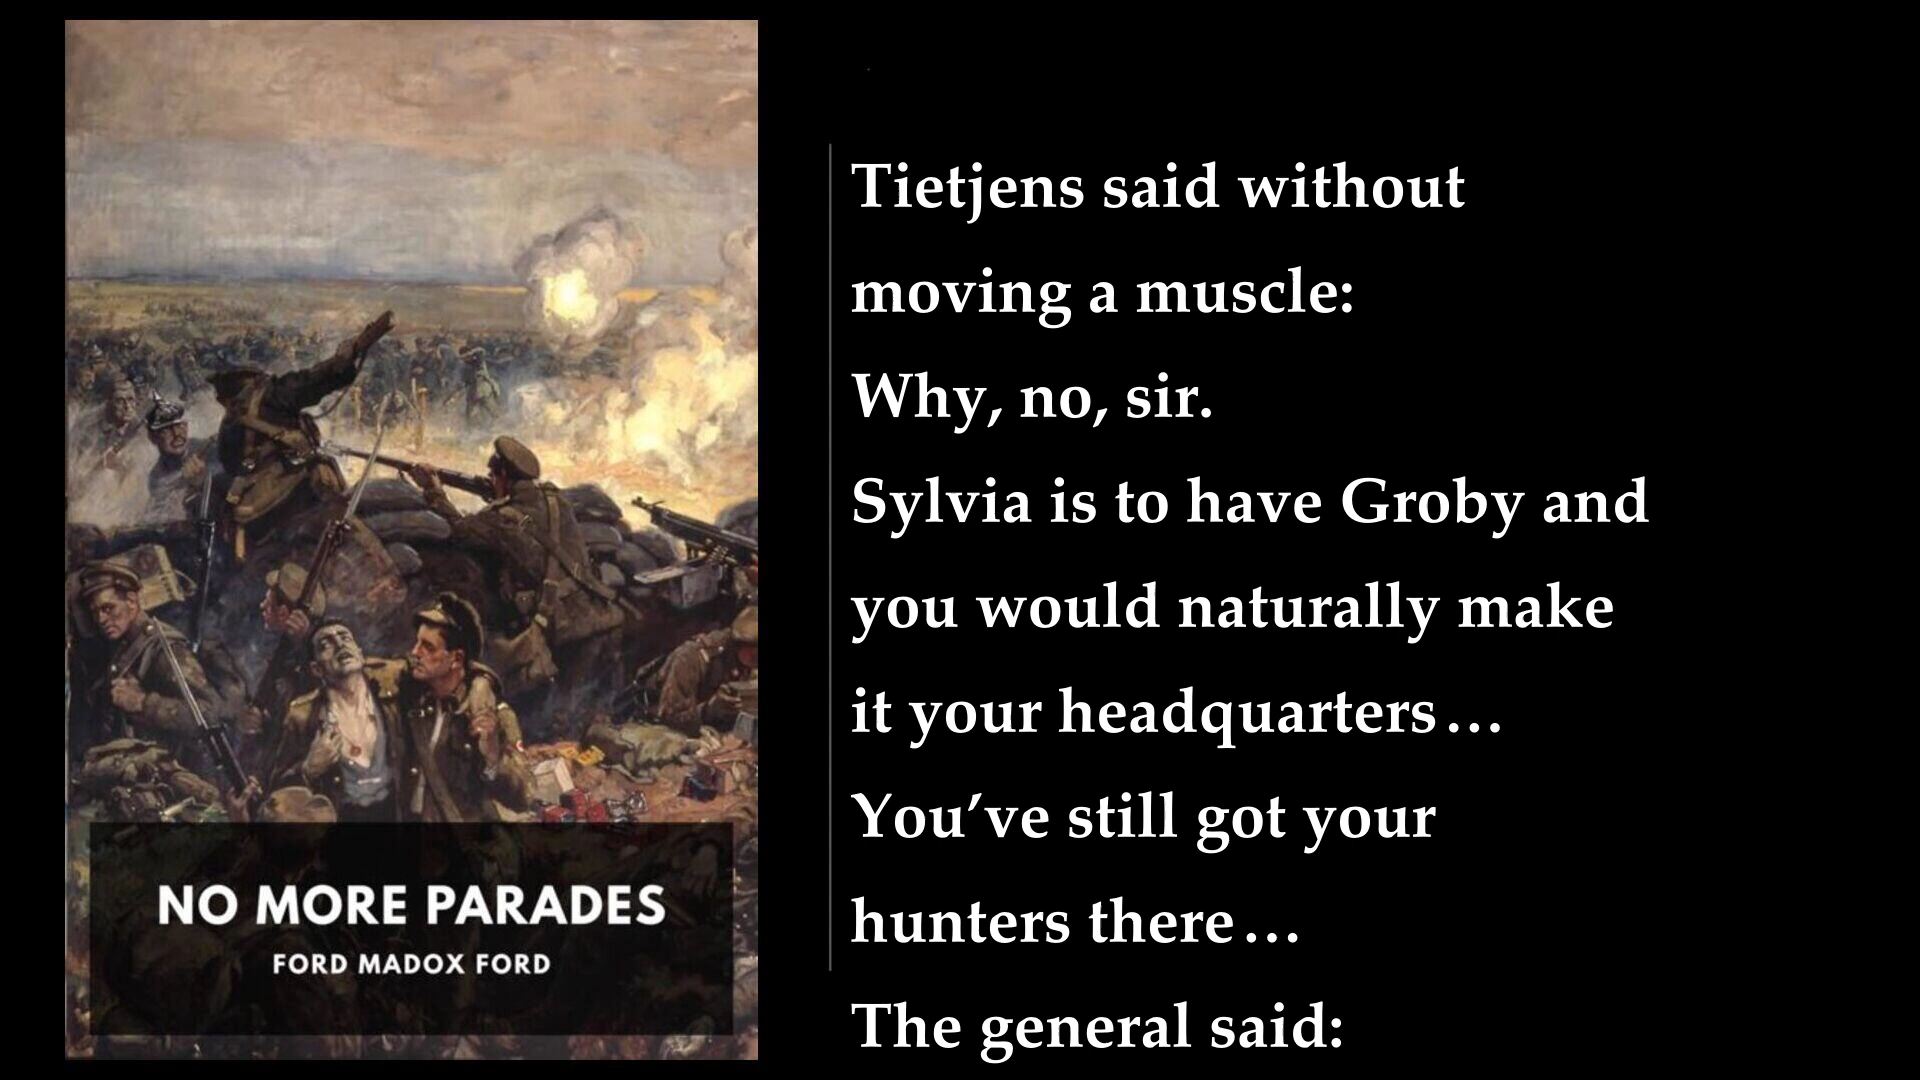 NO MORE PARADES
FORD MADOX FORD
Tietjens said without
moving a muscle:
Why, no, sir.
Sylvia is to have Groby and
you would naturally make
it your headquarters…
You’ve still got your
hunters there…
The general said: